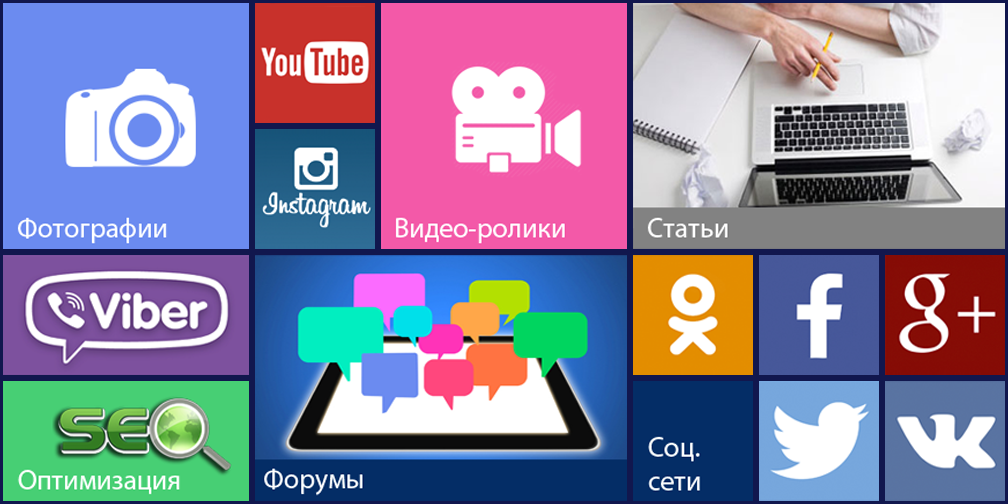 YouTube
Instagram
Фотографии
Видео-ролики
Статьи
Viber
f
g+
SEO
Оптимизация
Форумы
Соц.
сети